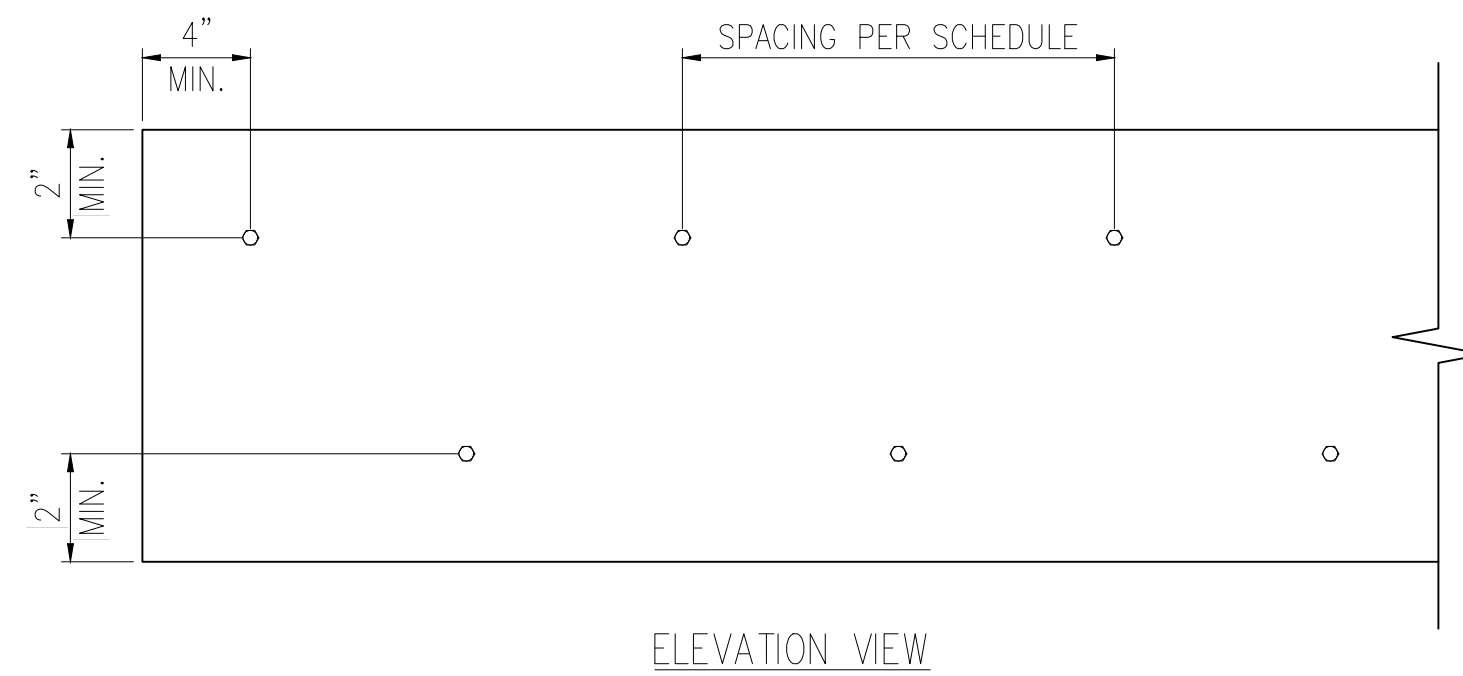 4"
MIN.
SPACING PER SCHEDULE
2"
MIN.
2"
MIN.
ELEVATION VIEW